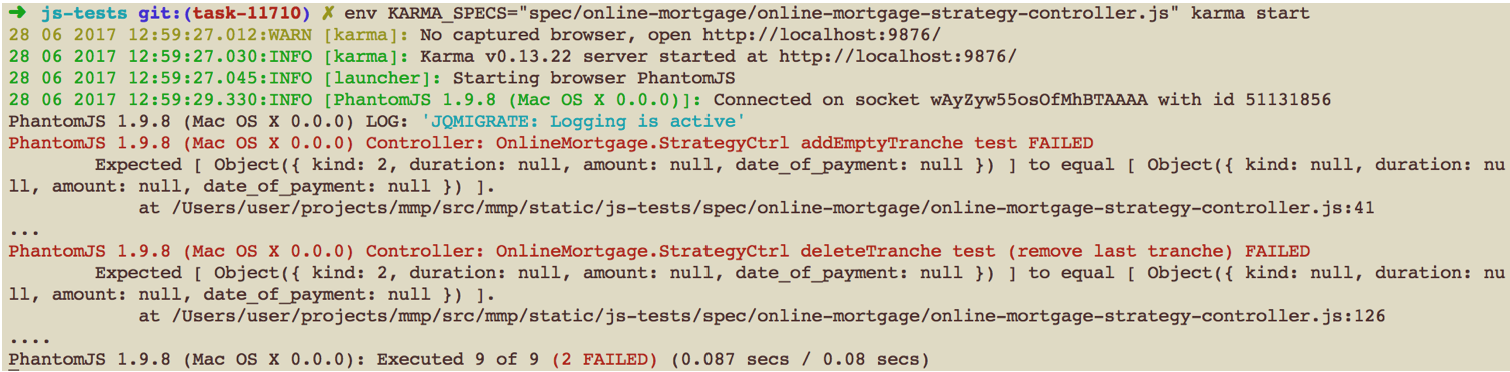 ➜ js-tests git:(task-11710) ✗ env KARMA_SPECS="spec/online-mortgage/online-mortgage-strategy-controller.js" karma start
28 06 2017 12:59:27.012:WARN [karma]: No captured browser, open http://localhost:9876/
28 06 2017 12:59:27.030:INFO [karma]: Karma v0.13.22 server started at http://localhost:9876/
28 06 2017 12:59:27.045:INFO [launcher]: Starting browser PhantomJS
28 06 2017 12:59:29.330:INFO [PhantomJS 1.9.8 (Mac OS X 0.0.0)]: Connected on socket wAyZyw55osOfMhBTAAAA with id 51131856
PhantomJS 1.9.8 (Mac OS X 0.0.0) LOG: 'JQMIGRATE: Logging is active'
PhantomJS 1.9.8 (Mac OS X 0.0.0) Controller: OnlineMortgage.StrategyCtrl addEmptyTranche test FAILED
Expected [ Object({ kind: 2, duration: null, amount: null, date_of_payment: null }) ] to equal [ Object({ kind: null, duration: nu
ll, amount: null, date_of_payment: null }) ].
at /Users/user/projects/mmp/src/mmp/static/js-tests/spec/online-mortgage/online-mortgage-strategy-controller.js:41
...
PhantomJS 1.9.8 (Mac OS X 0.0.0) Controller: OnlineMortgage.StrategyCtrl deleteTranche test (remove last tranche) FAILED
Expected [ Object({ kind: 2, duration: null, amount: null, date_of_payment: null }) ] to equal [ Object({ kind: null, duration: nu
ll, amount: null, date_of_payment: null }) ].
at /Users/user/projects/mmp/src/mmp/static/js-tests/spec/online-mortgage/online-mortgage-strategy-controller.js:126
....
PhantomJS 1.9.8 (Mac OS X 0.0.0): Executed 9 of 9 (2 FAILED) (0.087 secs / 0.08 secs)